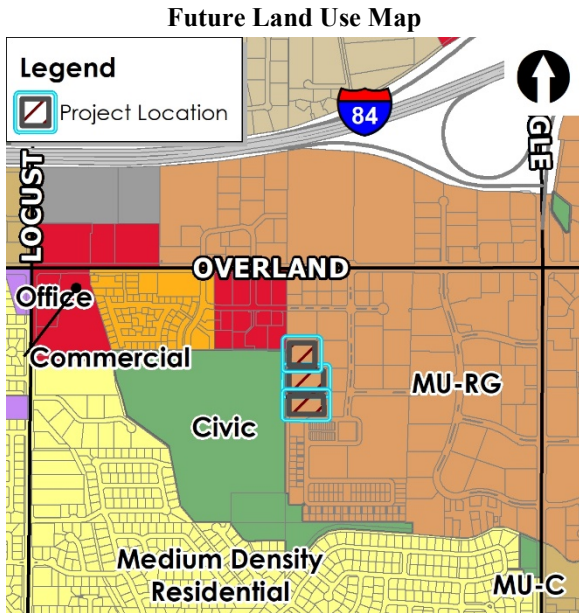 Future Land Use Map
Legend
Project Location
84
GLE
LOCUST
OVERLAND
Office
Commercial
MU-RG
Civic
Medium Density
Residential
MU-C